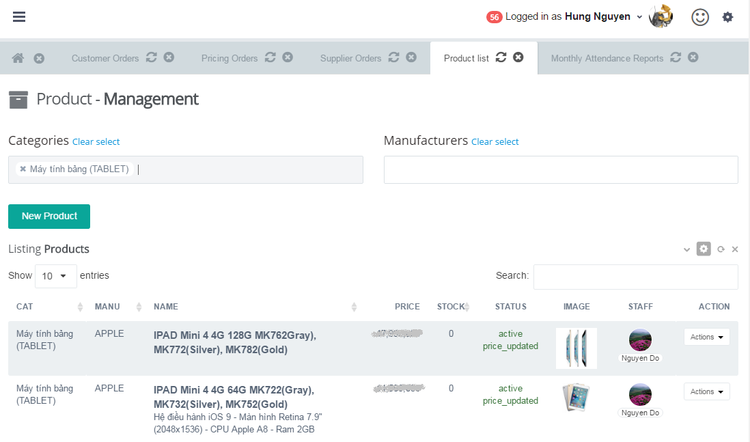 56 Logged in as Hung Nguyen
Customer Orders Pricing Orders Supplier Orders Product list Monthly Attendance Reports
Product - Management
Categories Clear select
Manufacturers Clear select
Máy tính bảng (TABLET)
New Product
Listing Products
Show 10 entries
Search:
CAT MANU NAME PRICE STOCK STATUS IMAGE STAFF ACTION
Máy tính bảng APPLE IPAD Mini 4 4G 128G MK762Gray), 0 active Actions
(TABLET) MK772(Silver), MK782(Gold) price_updated
Nguyen Do
Máy tính bảng APPLE IPAD Mini 4 4G 64G MK722(Gray), 0 active Actions
(TABLET) MK732(Silver), MK752(Gold) price_updated
Hệ điều hành iOS 9 - Màn hình Retina 7.9" Nguyen Do
(2048x1536) - CPU Apple A8 - Ram 2GB